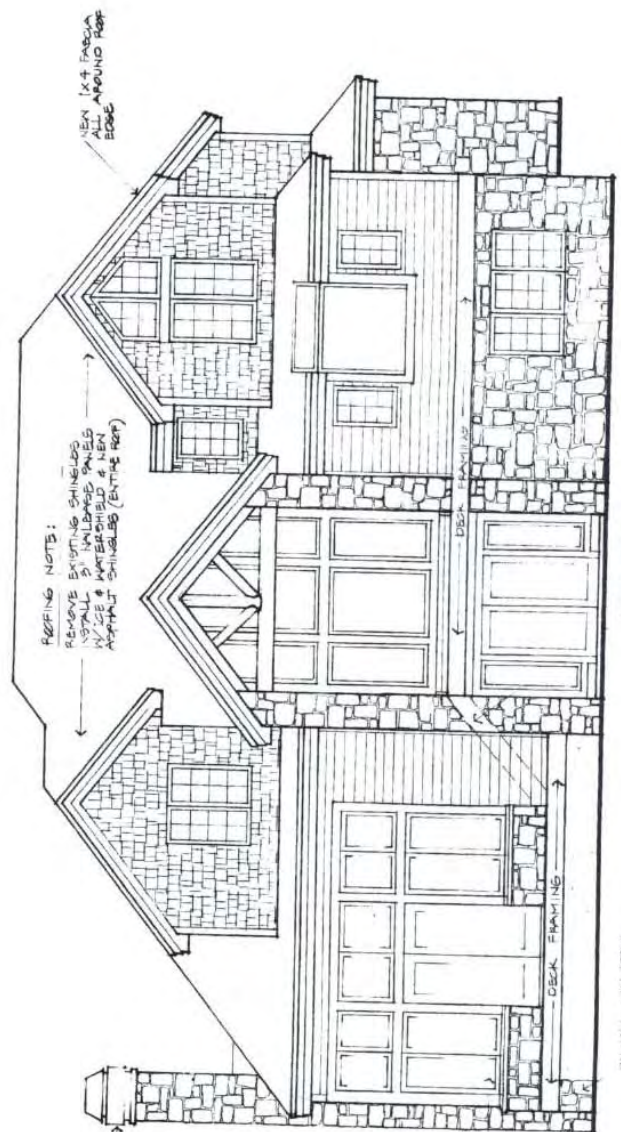 NEW 1X4 FASCIA
ALL AROUND ROOF
EDGE
ROOFING NOTE:
REMOVE EXISTING SHINGLES
INSTALL 3" NAILBASE PANELS
W/ ICE & WATERSHIELD & NEW
ASPHALT SHINGLES (ENTIRE ROOF)
DECK FRAMING
DECK FRAMING